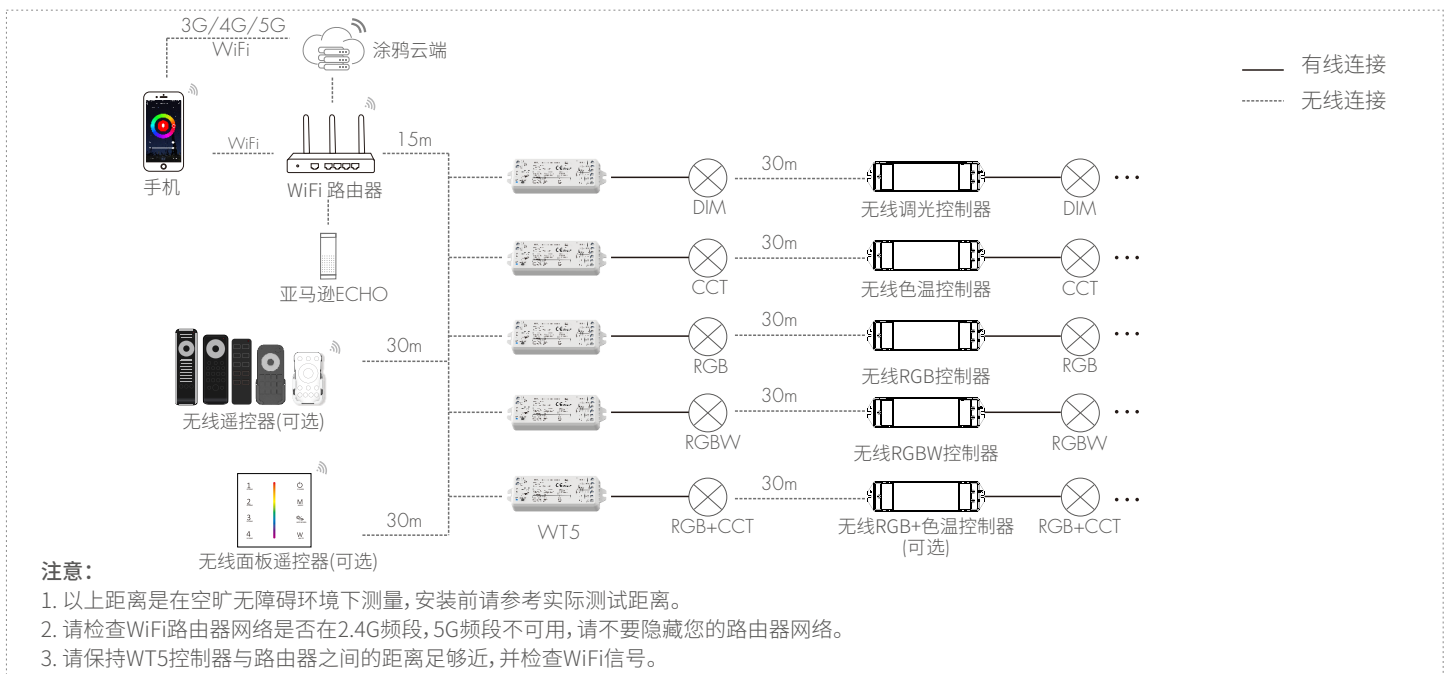 3G/4G/5G
WiFi
涂鸦云端
有线连接
无线连接
WiFi
15m
手机
WiFi 路由器
亚马逊ECHO
30m
无线遥控器(可选)
1
2
3
4
M
W
30m
无线面板遥控器(可选)
DIM
30m
无线调光控制器
DIM
...
CCT
30m
无线色温控制器
CCT
...
RGB
30m
无线RGB控制器
RGB
...
RGBW
30m
无线RGBW控制器
RGBW
...
WT5
RGB+CCT
30m
无线RGB+色温控制器
(可选)
RGB+CCT
...
注意:
1. 以上距离是在空旷无障碍环境下测量,安装前请参考实际测试距离。
2. 请检查WiFi路由器网络是否在2.4G频段,5G频段不可用,请不要隐藏您的路由器网络。
3. 请保持WT5控制器与路由器之间的距离足够近,并检查WiFi信号。